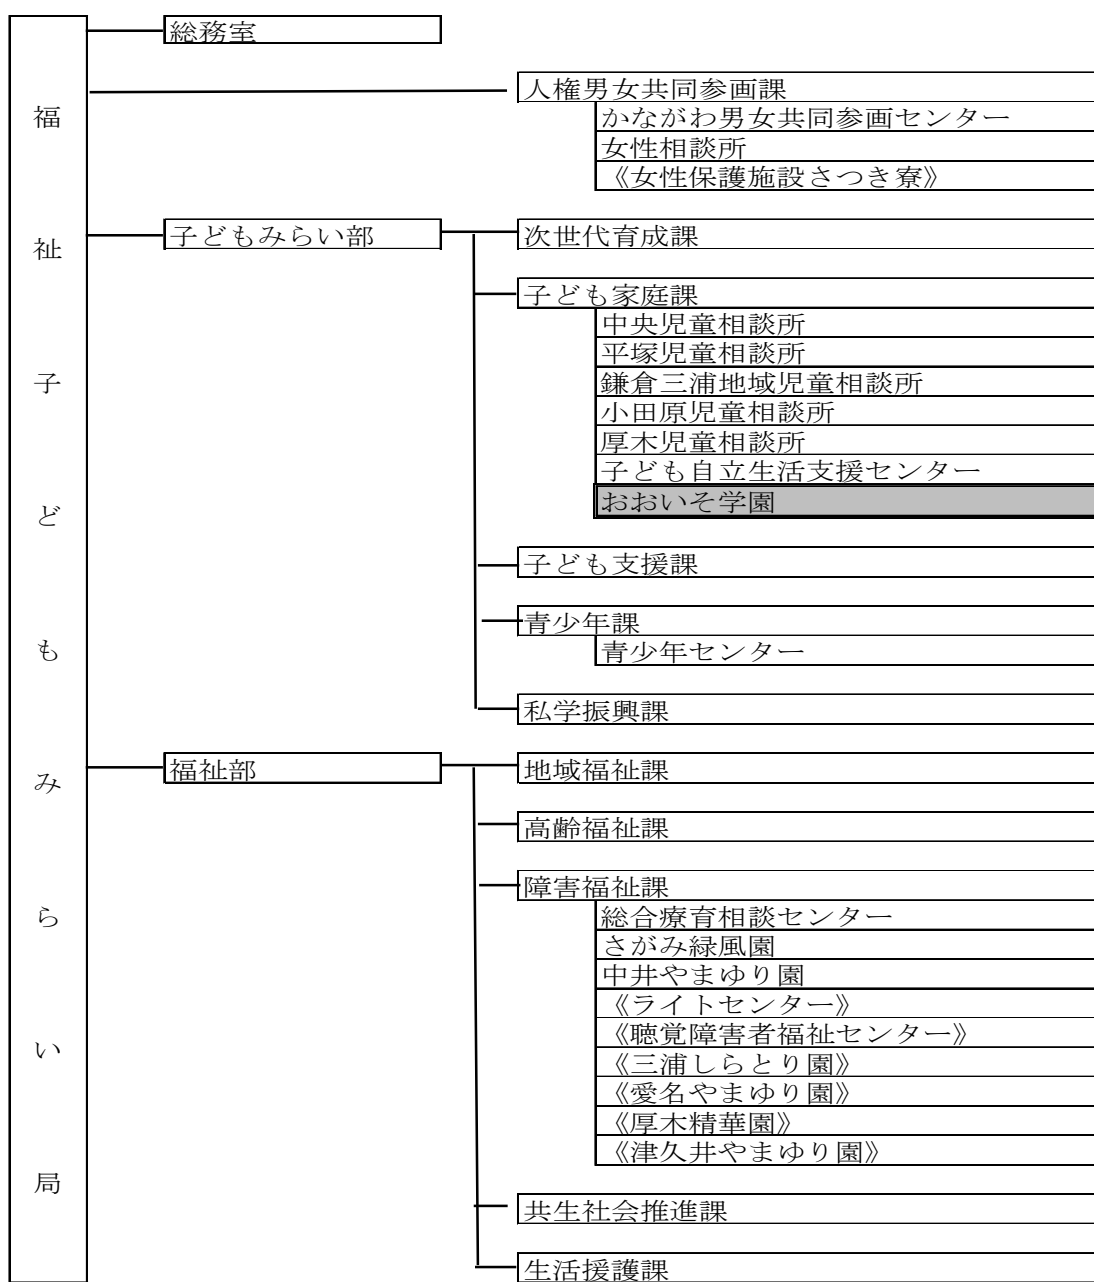 福祉子どもみらい局
総務室
人権男女共同参画課
かながわ男女共同参画センター
女性相談所
《女性保護施設さつき寮》
子どもみらい部
次世代育成課
子ども家庭課
中央児童相談所
平塚児童相談所
鎌倉三浦地域児童相談所
小田原児童相談所
厚木児童相談所
子ども自立生活支援センター
おおいそ学園
子ども支援課
青少年課
青少年センター
私学振興課
福祉部
地域福祉課
高齢福祉課
障害福祉課
総合療育相談センター
さがみ緑風園
中井やまゆり園
《ライトセンター》
《聴覚障害者福祉センター》
《三浦しらとり園》
《愛名やまゆり園》
《厚木精華園》
《津久井やまゆり園》
共生社会推進課
生活援護課